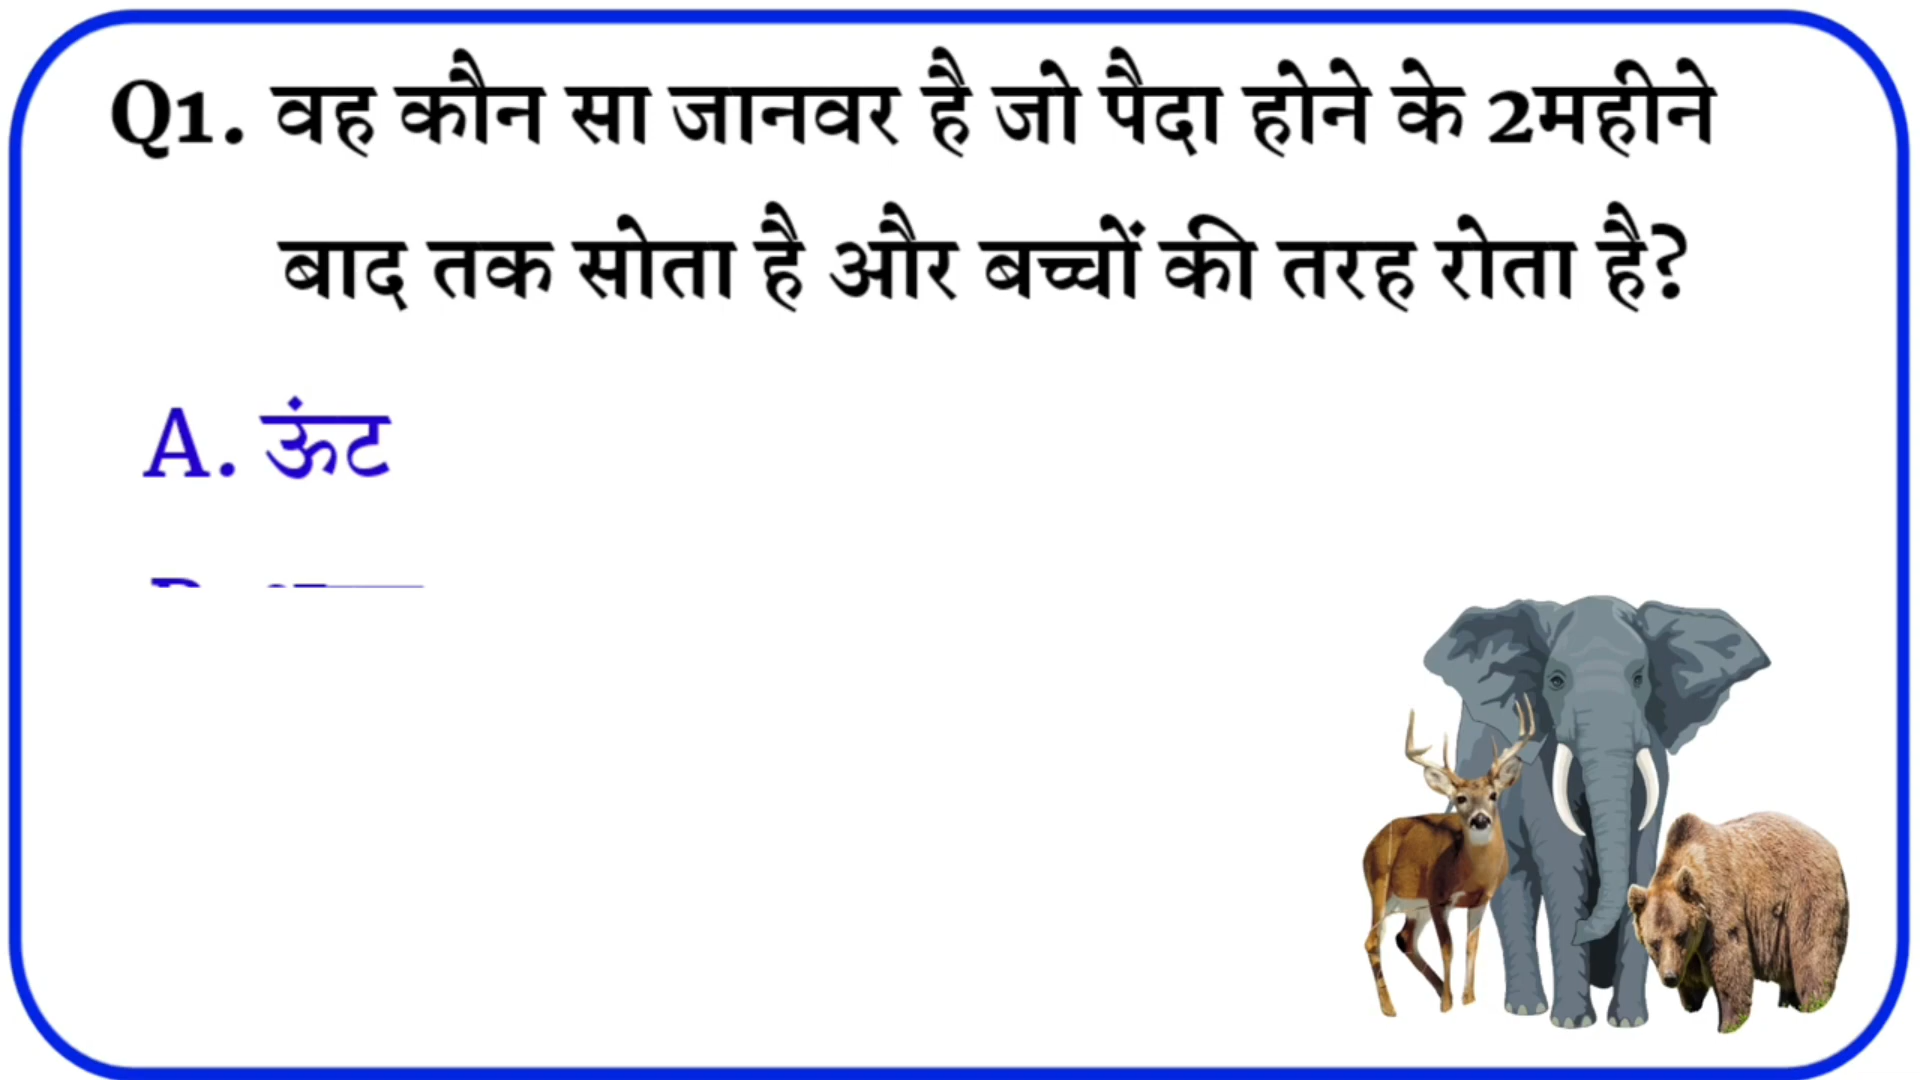 Q1. वह कौन सा जानवर है जो पैदा होने के 2महीने
बाद तक सोता है और बच्चों की तरह रोता है?
A. ऊंट